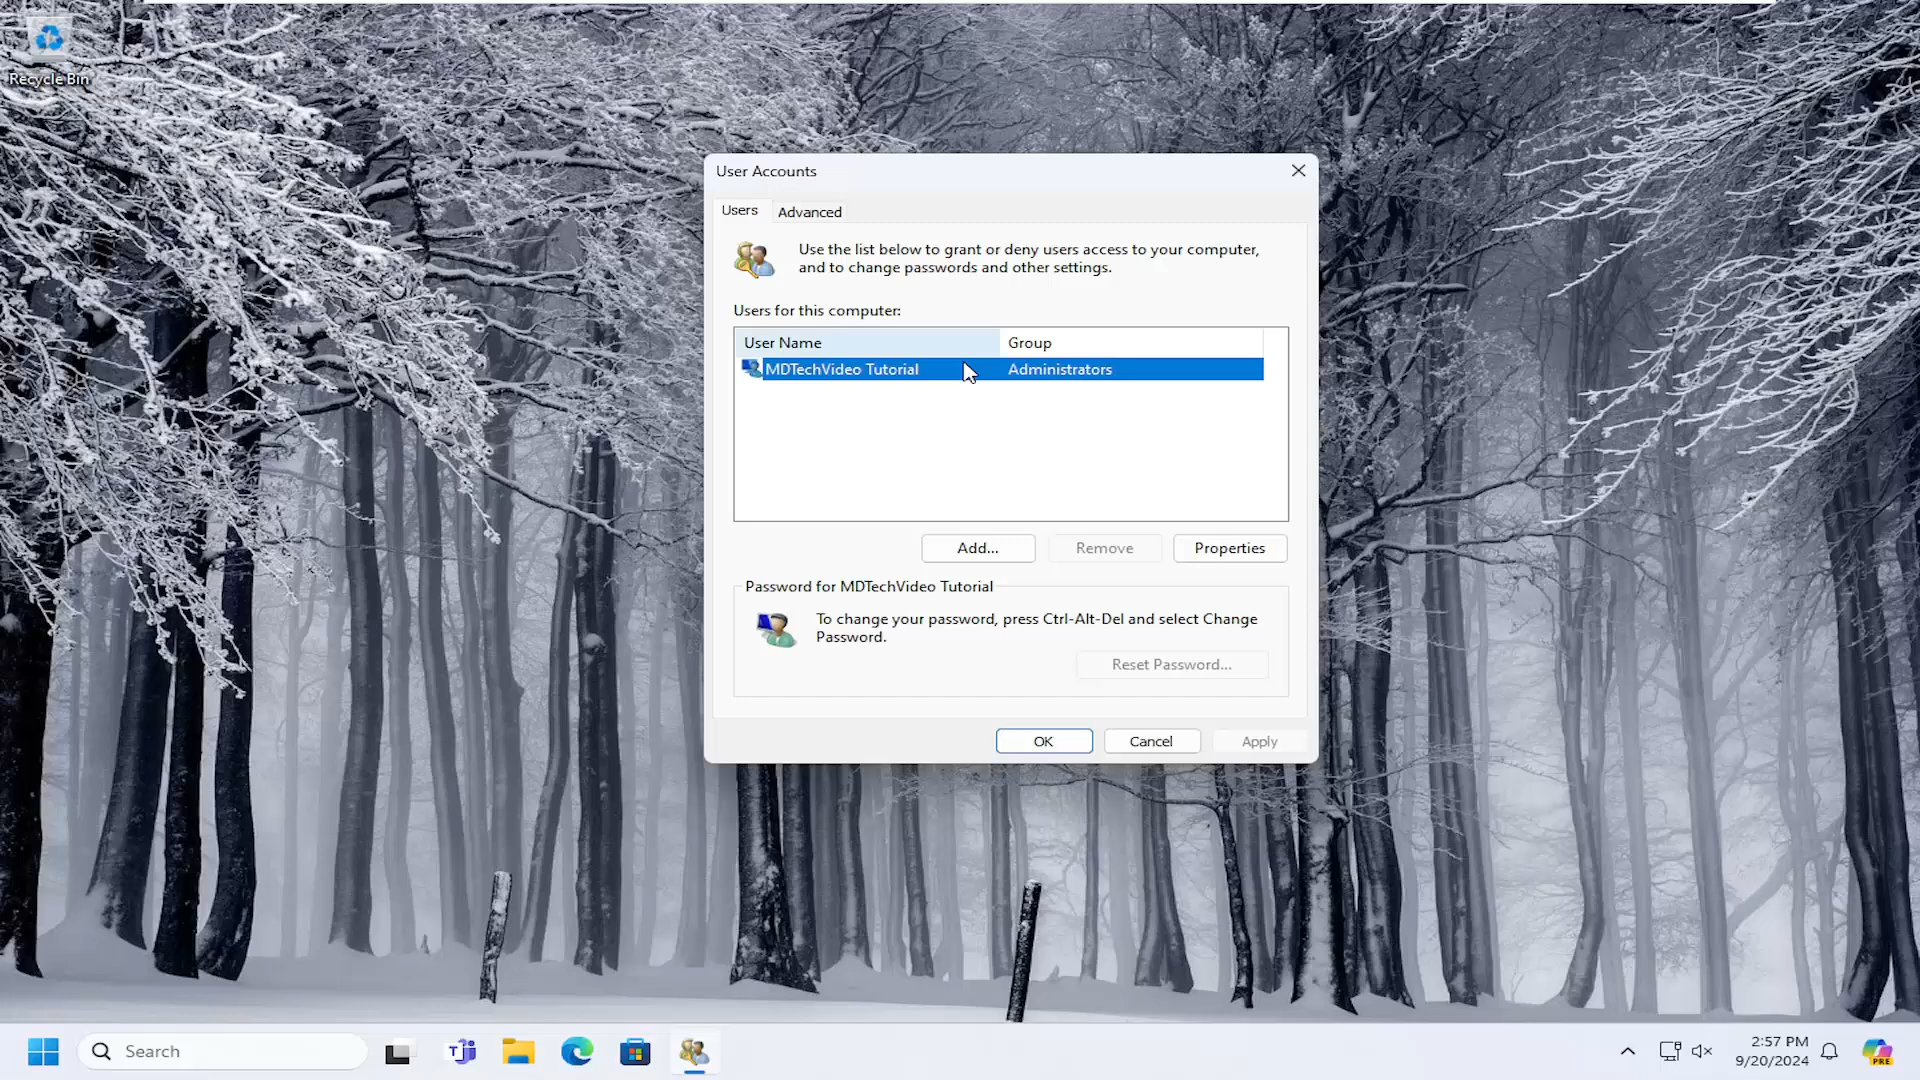 Recycle Bin
User Accounts
Users
Advanced
Use the list below to grant or deny users access to your computer,
and to change passwords and other settings.
Users for this computer:
User Name
Group
MDTechVideo Tutorial
Administrators
Add...
Remove
Properties
Password for MDTechVideo Tutorial
To change your password, press Ctrl-Alt-Del and select Change
Password.
Reset Password...
OK
Cancel
Apply
Search
2:57 PM
9/20/2024
PRE